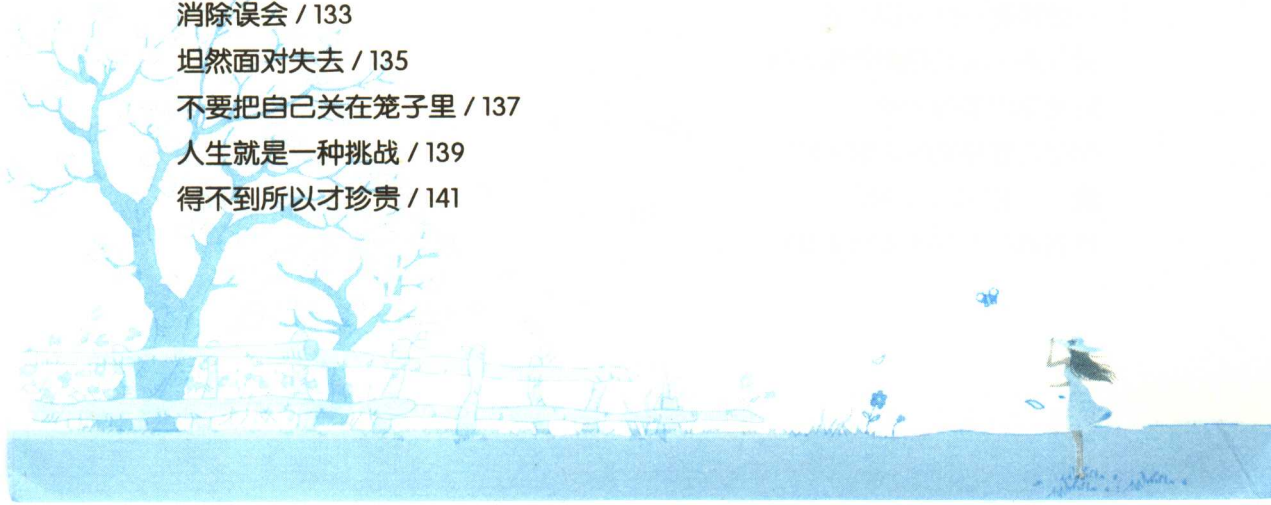 消除误会 / 133
坦然面对失去 / 135
不要把自己关在笼子里 / 137
人生就是一种挑战 / 139
得不到所以才珍贵 / 141